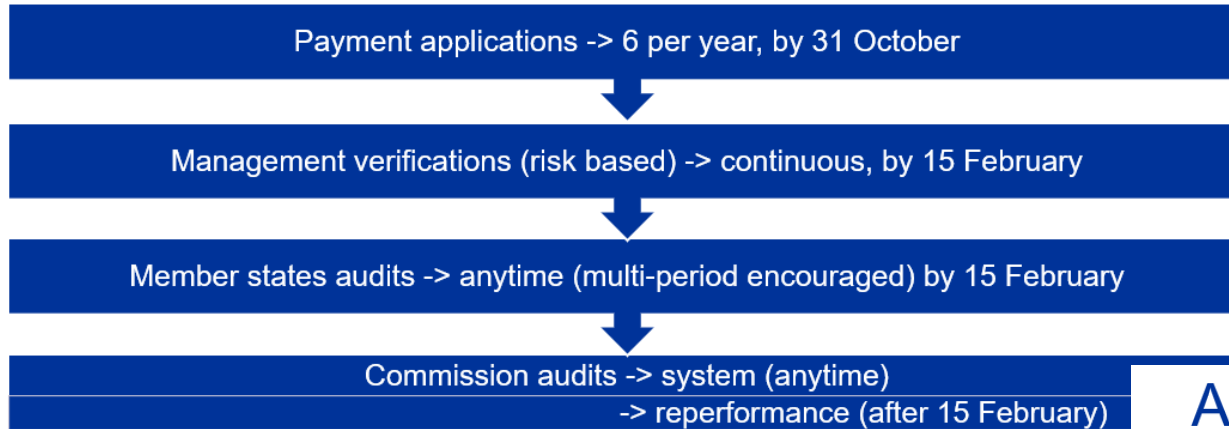 Payment applications -> 6 per year, by 31 October
Management verifications (risk based) -> continuous, by 15 February
Member states audits -> anytime (multi-period encouraged) by 15 February
Commission audits -> system (anytime)
-> reperformance (after 15 February)
A